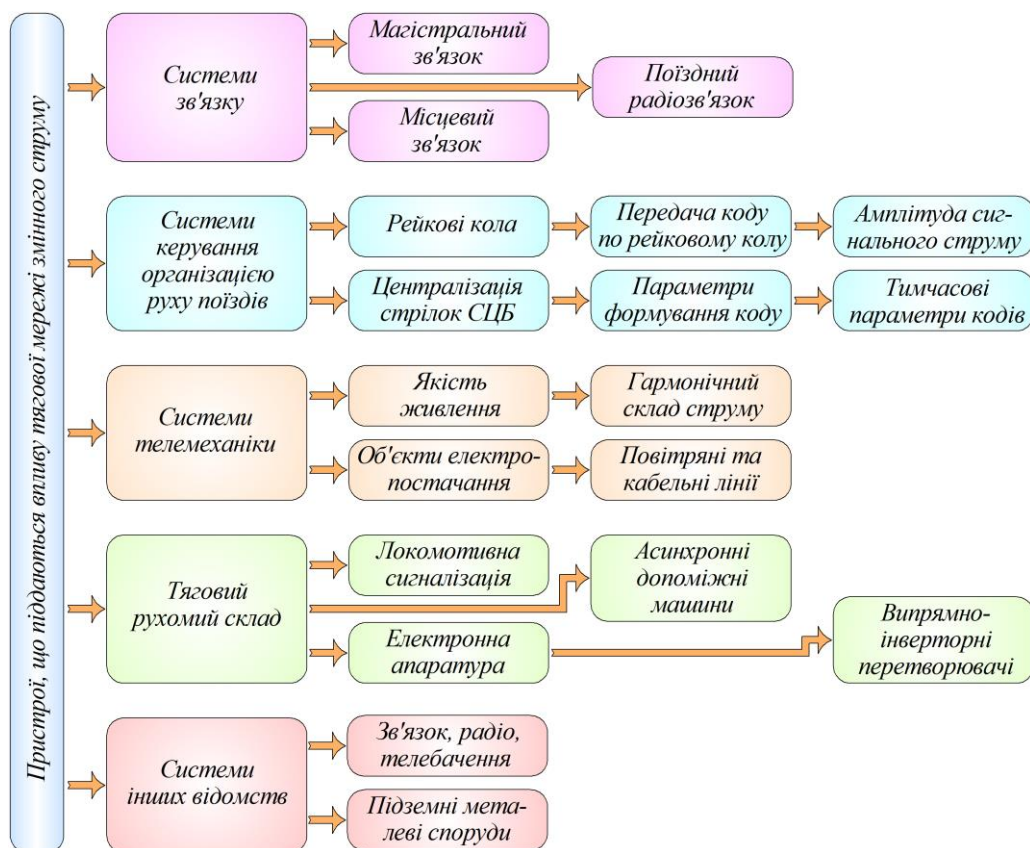 Пристрої, що піддаються впливу тягової мережі змінного струму
Системи
зв'язку
Магістральний
зв'язок
Поїздний
радіозв'язок
Місцевий
зв'язок
Системи
керування
організацією
руху поїздів
Рейкові кола
Передача коду
по рейковому колу
Амплітуда сиг-
нального струму
Централізація
стрілок СЦБ
Параметри
формування коду
Тимчасові
параметри кодів
Системи
телемеханіки
Якість
живлення
Гармонічний
склад струму
Об'єкти електро-
постачання
Повітряні та
кабельні лінії
Тяговий
рухомий склад
Локомотивна
сигналізація
Асинхронні
допоміжні
машини
Електронна
апаратура
Випрямно-
інверторні
перетворювачі
Системи
інших відомств
Зв'язок, радіо,
телебачення
Підземні мета-
леві споруди